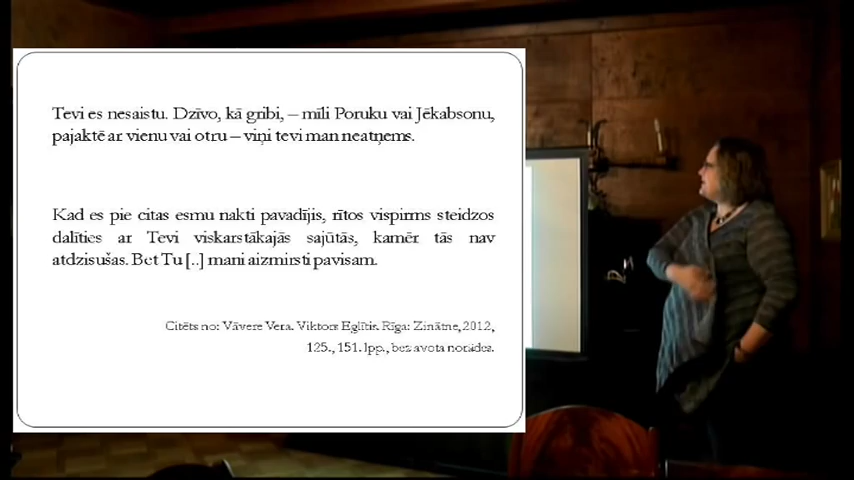 Tevi es nesaistu. Dzīvo, kā gribi, – mīli Poruku vai Jēkabsonu,
pajaktē ar vienu vai otru – viņi tevi man neatņems.
Kad es pie citas esmu nakti pavadījis, rītos vispirms steidzos
dalīties ar Tevi viskarstākajās sajūtās, kamēr tās nav
atdzisušas. Bet Tu [..] mani aizmirsti pavisam.
Citēts no: Vāvere Vera. Viktors Eglītis. Rīga: Zinātne, 2012,
125., 151. lpp., bez avota norādes.